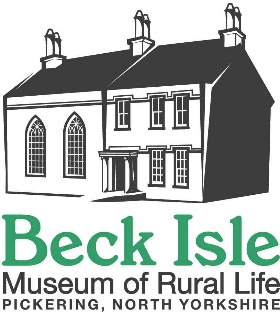 Beck Isle
Museum of Rural Life
PICKERING, NORTH YORKSHIRE